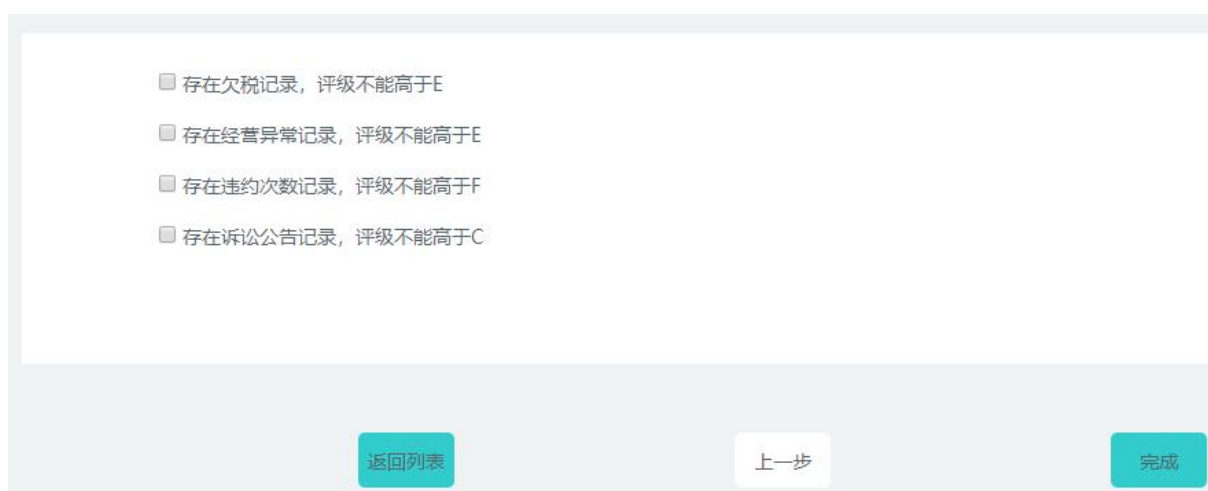 存在欠税记录，评级不能高于E
存在经营异常记录，评级不能高于E
存在违约次数记录，评级不能高于F
存在诉讼公告记录，评级不能高于C
返回列表 上一步 完成